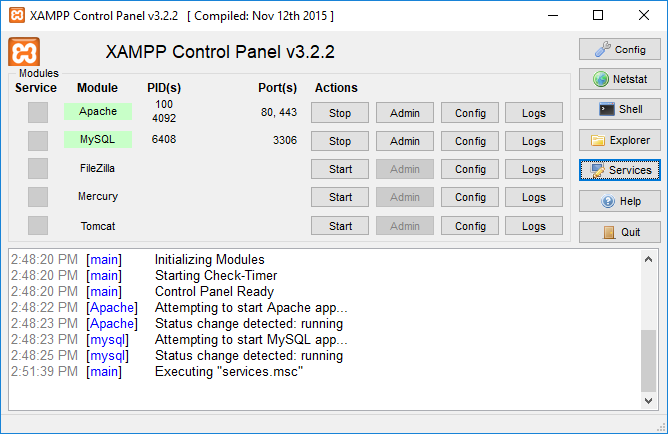 XAMPP Control Panel v3.2.2 [ Compiled: Nov 12th 2015 ]
XAMPP Control Panel v3.2.2
Config
Modules
Service Module PID(s) Port(s) Actions
Netstat
Apache 100 4092 80, 443 Stop Admin Config Logs
Shell
MySQL 6408 3306 Stop Admin Config Logs
Explorer
FileZilla Start Admin Config Logs
Services
Mercury Start Admin Config Logs
Help
Tomcat Start Admin Config Logs
Quit
2:48:20 PM [main] Initializing Modules
2:48:20 PM [main] Starting Check-Timer
2:48:20 PM [main] Control Panel Ready
2:48:22 PM [Apache] Attempting to start Apache app...
2:48:23 PM [Apache] Status change detected: running
2:48:23 PM [mysql] Attempting to start MySQL app...
2:48:25 PM [mysql] Status change detected: running
2:51:39 PM [main] Executing "services.msc"